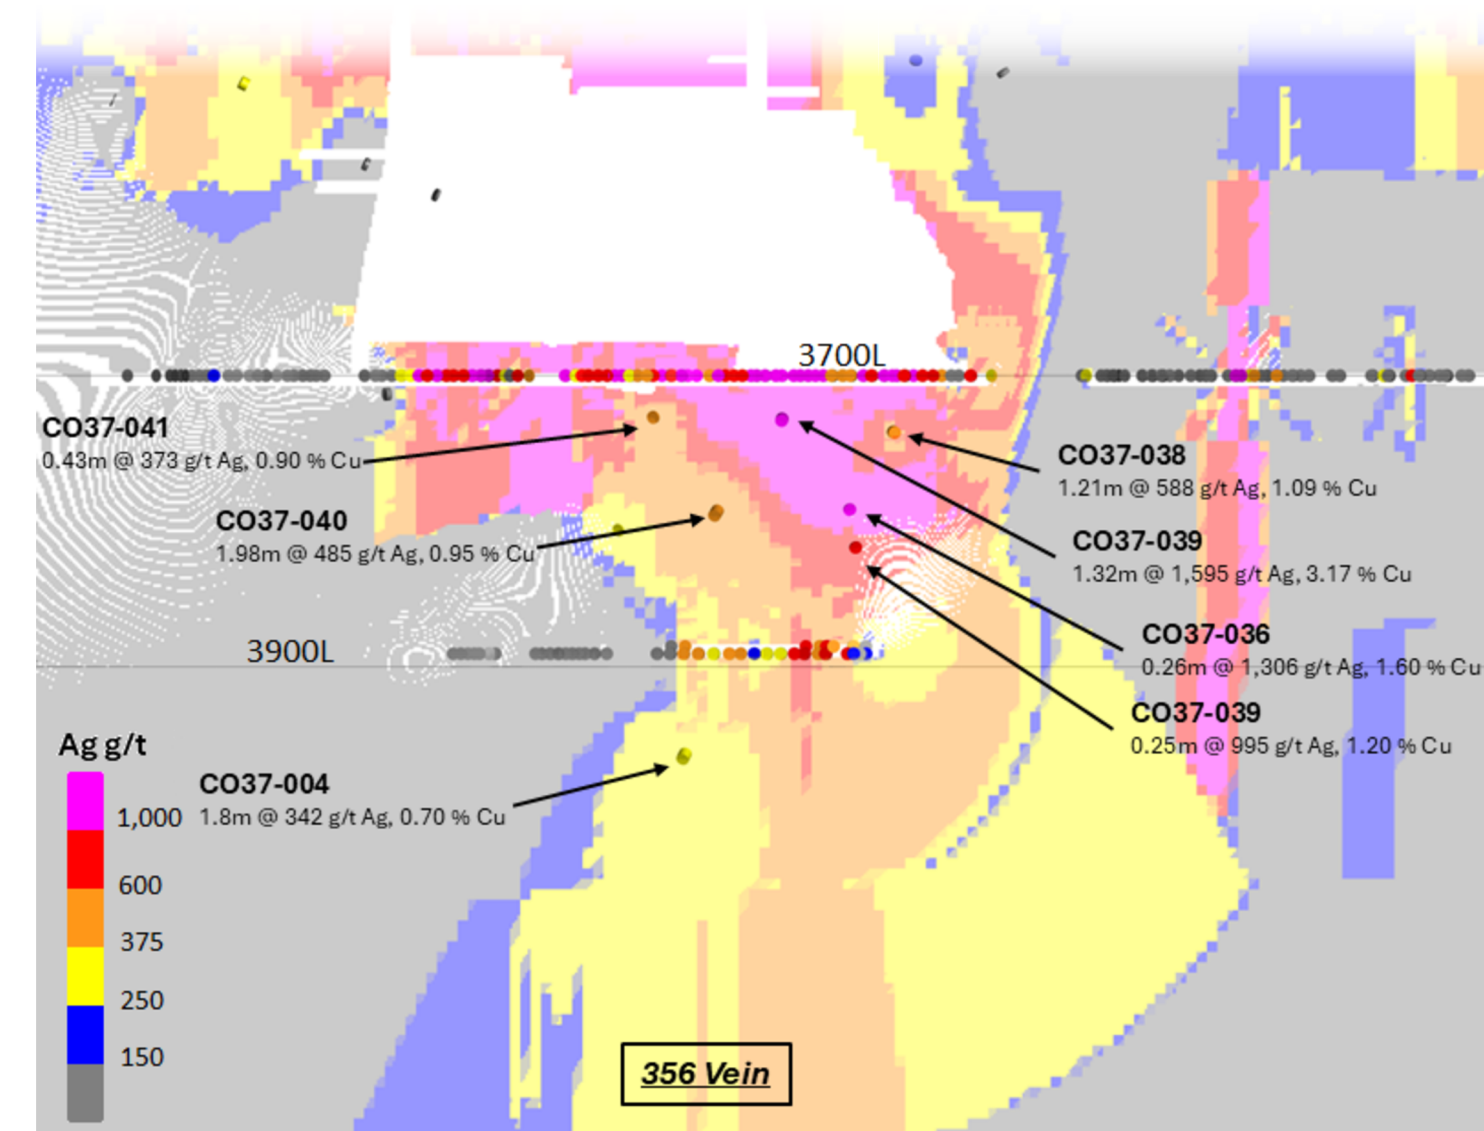 3700L
CO37-041
0.43m @ 373 g/t Ag, 0.90 % Cu
CO37-038
1.21m @ 588 g/t Ag, 1.09 % Cu
CO37-040
1.98m @ 485 g/t Ag, 0.95 % Cu
CO37-039
1.32m @ 1,595 g/t Ag, 3.17 % Cu
3900L
CO37-036
0.26m @ 1,306 g/t Ag, 1.60 % Cu
CO37-039
0.25m @ 995 g/t Ag, 1.20 % Cu
CO37-004
1.8m @ 342 g/t Ag, 0.70 % Cu
Ag g/t
1,000
600
375
250
150
356 Vein